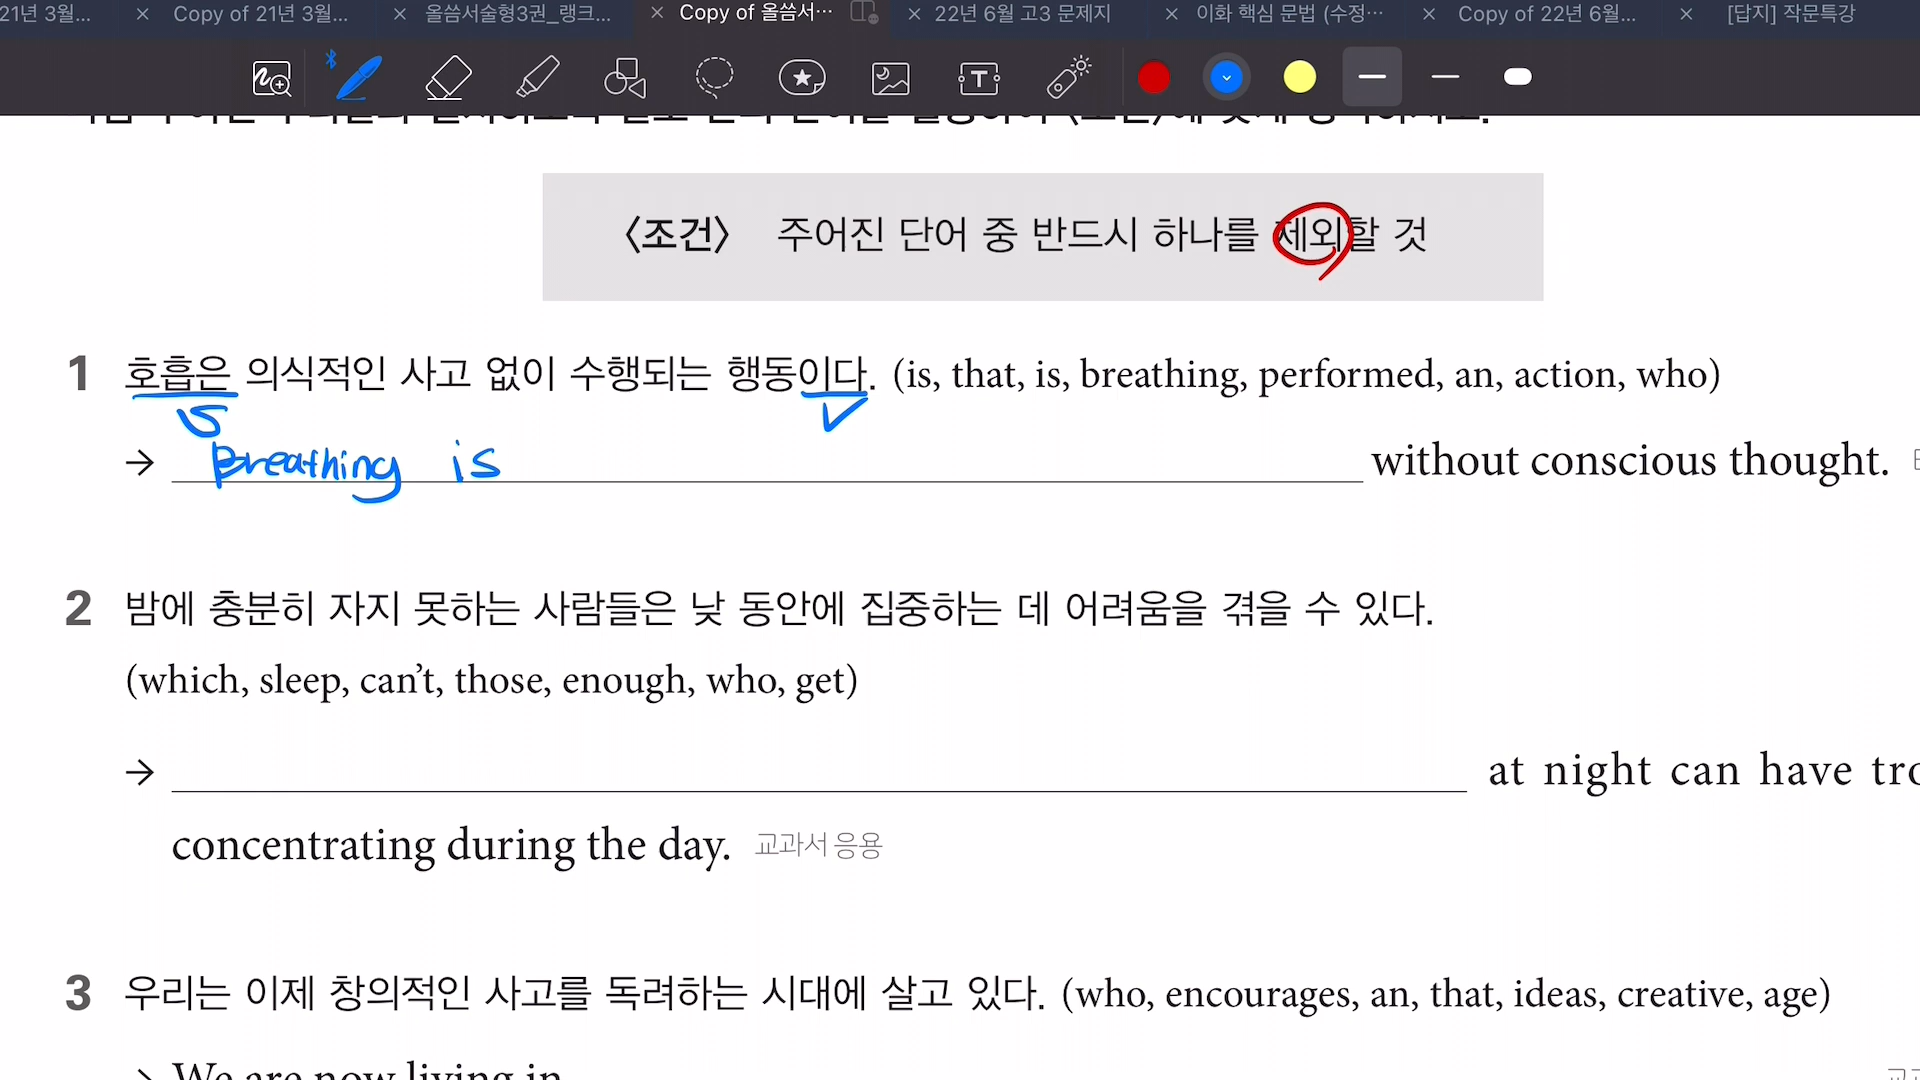 21년 3월... × Copy of 21년 3월... × 올씀서술형3권_랭크... × Copy of 올씀서··· × 22년 6월 고3 문제지 × 이화 핵심 문법 (수정··· × Copy of 22년 6월... × [답지] 작문특강
〈조건〉 주어진 단어 중 반드시 하나를 제외할 것
1 호흡은 의식적인 사고 없이 수행되는 행동이다. (is, that, is, breathing, performed, an, action, who)
S V
→ Breathing is without conscious thought.
2 밤에 충분히 자지 못하는 사람들은 낮 동안에 집중하는 데 어려움을 겪을 수 있다.
(which, sleep, can’t, those, enough, who, get)
→ at night can have tro
concentrating during the day. 교과서 응용
3 우리는 이제 창의적인 사고를 독려하는 시대에 살고 있다. (who, encourages, an, that, ideas, creative, age)
We are now living in